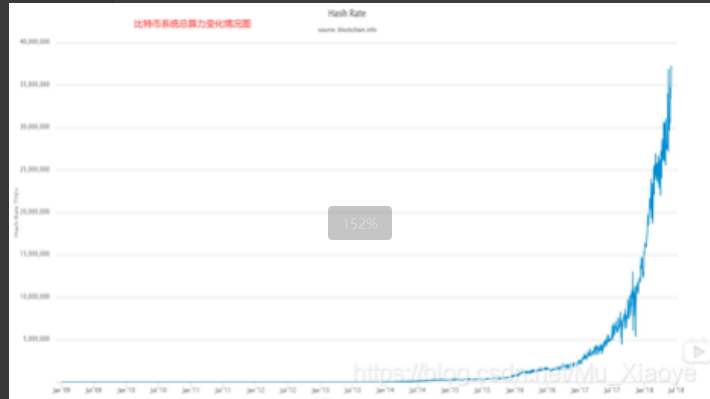 比特币系统总算力变化情况图
Hash Rate
source: blockchain.info
40,000,000
35,000,000
30,000,000
25,000,000
20,000,000
15,000,000
10,000,000
5,000,000
Hash Rate TH/s
152%
https://blog.csdn.net/Mu_Xiaoye
Jan '09 Jul '09 Jan '10 Jul '10 Jan '11 Jul '11 Jan '12 Jul '12 Jan '13 Jul '13 Jan '14 Jul '14 Jan '15 Jul '15 Jan '16 Jul '16 Jan '17 Jul '17 Jan '18 Jul '18